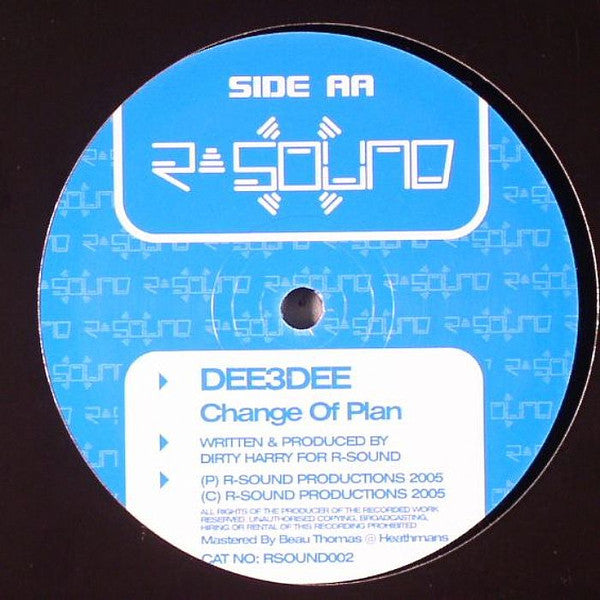 SIDE AA
R-SOUND
DEE3DEE
Change Of Plan
WRITTEN & PRODUCED BY
DIRTY HARRY FOR R-SOUND
(P) R-SOUND PRODUCTIONS 2005
(C) R-SOUND PRODUCTIONS 2005
ALL RIGHTS OF THE PRODUCER OF THE RECORDED WORK
RESERVED. UNAUTHORISED COPYING, BROADCASTING,
HIRING OR RENTAL OF THIS RECORDING PROHIBITED
Mastered By Beau Thomas @ Heathmans
CAT NO: RSOUND002